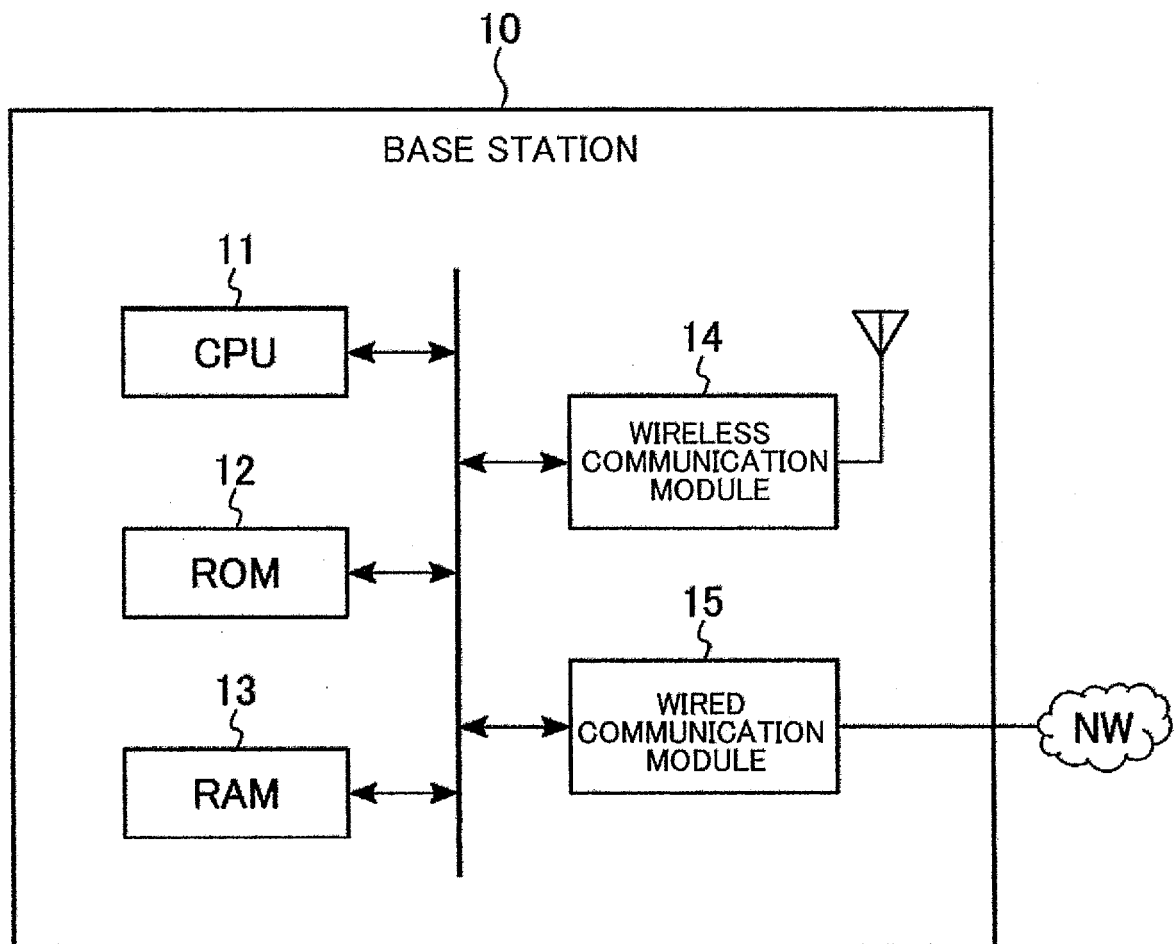 10
BASE STATION
11
CPU
14
WIRELESS
COMMUNICATION
MODULE
12
ROM
15
WIRED
COMMUNICATION
MODULE
NW
13
RAM